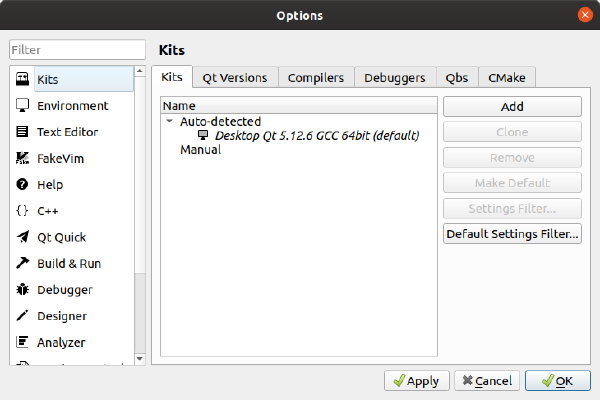 Options
Filter
Kits
Environment
Text Editor
FakeVim
Help
C++
Qt Quick
Build & Run
Debugger
Designer
Analyzer
Kits
Kits Qt Versions Compilers Debuggers Qbs CMake
Name
Auto-detected
Desktop Qt 5.12.6 GCC 64bit (default)
Manual
Add
Clone
Remove
Make Default
Settings Filter...
Default Settings Filter...
Apply Cancel OK